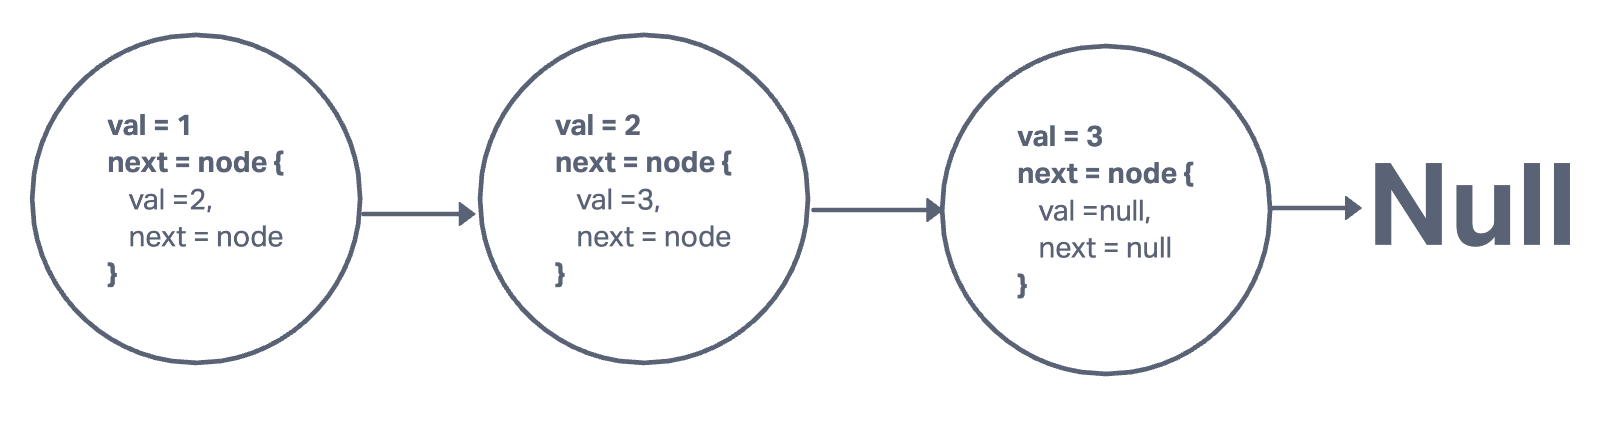 val = 1
next = node {
val =2,
next = node
}
val = 2
next = node {
val =3,
next = node
}
val = 3
next = node {
val =null,
next = null
}
Null